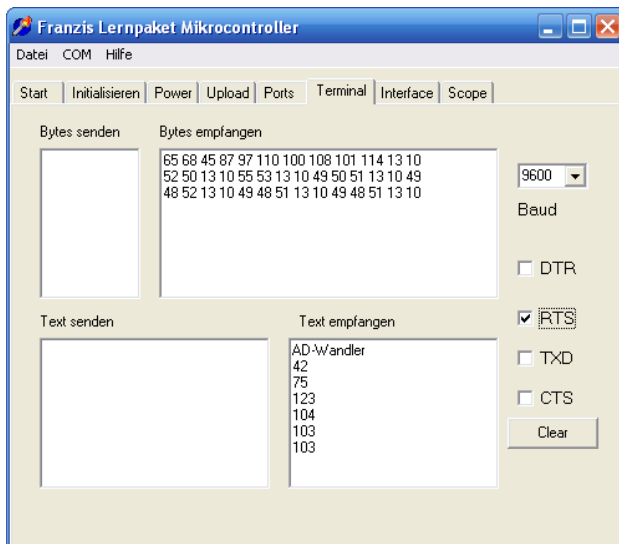 Franzis Lernpaket Mikrocontroller
Datei COM Hilfe
Start Initialisieren Power Upload Ports Terminal Interface Scope
Bytes senden Bytes empfangen
65 68 45 87 97 110 100 108 101 114 13 10
52 50 13 10 55 53 13 10 49 50 51 13 10 49
48 52 13 10 49 48 51 13 10 49 48 51 13 10
9600
Baud
DTR
RTS
TXD
CTS
Clear
Text senden Text empfangen
AD-Wandler
42
75
123
104
103
103